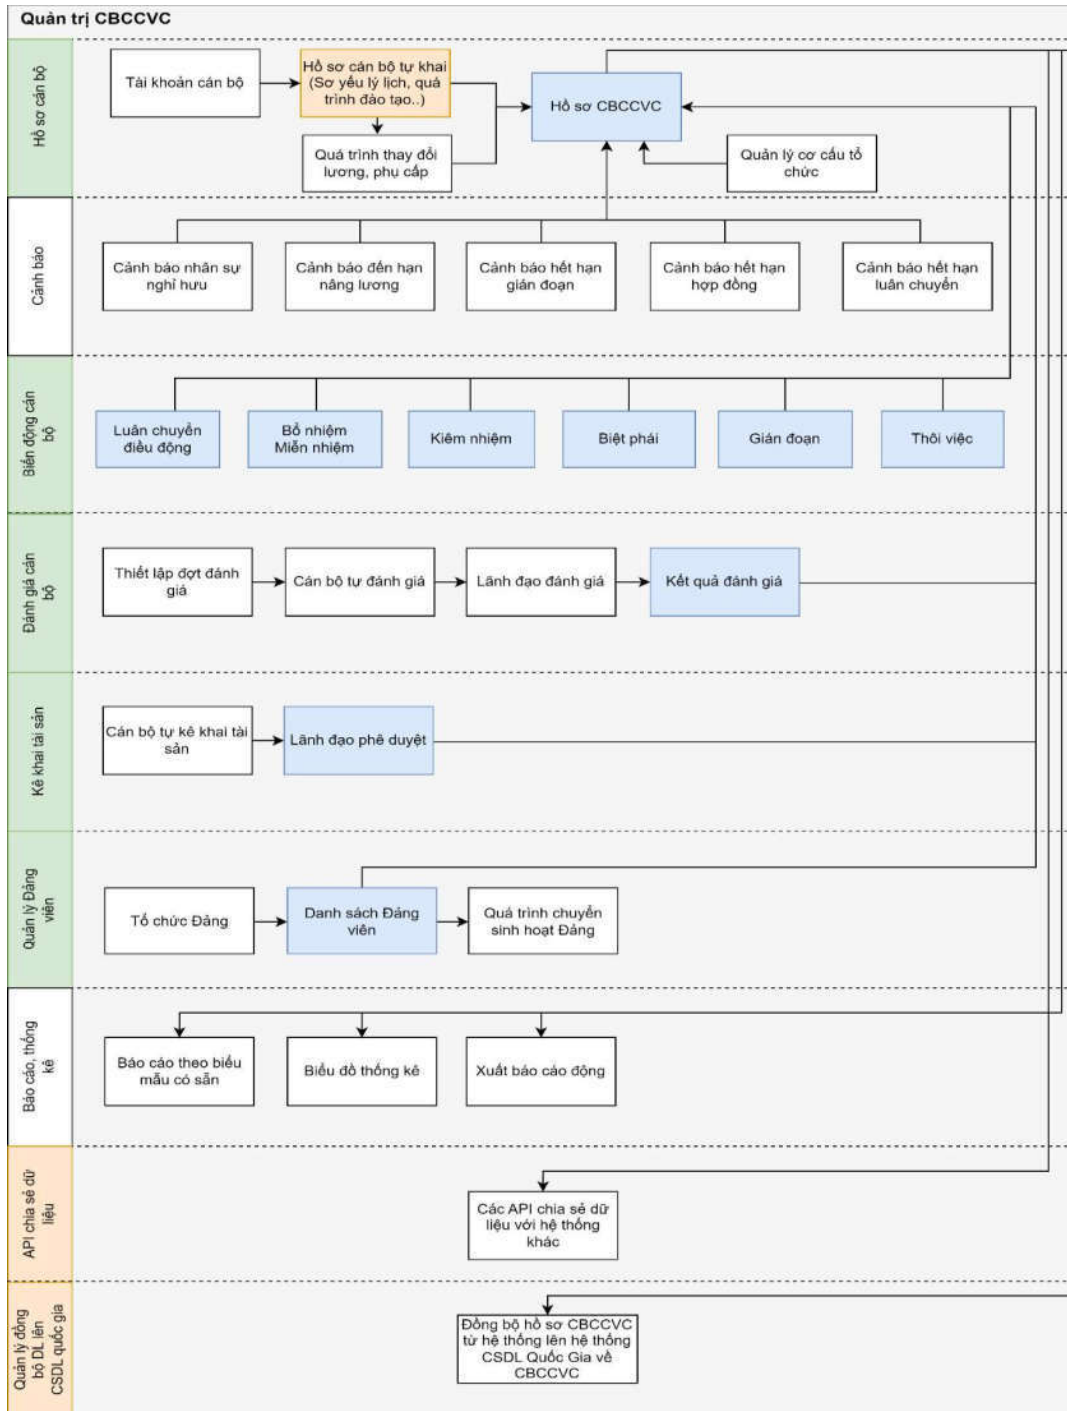 Quản trị CBCCVC
Hồ sơ cán bộ
Tài khoản cán bộ
Hồ sơ cán bộ tự khai
(Sơ yếu lý lịch, quá
trình đào tạo..)
Hồ sơ CBCCVC
Quá trình thay đổi
lương, phụ cấp
Quản lý cơ cấu tổ
chức
Cảnh báo
Cảnh báo nhân sự
nghỉ hưu
Cảnh báo đến hạn
nâng lương
Cảnh báo hết hạn
gián đoạn
Cảnh báo hết hạn
hợp đồng
Cảnh báo hết hạn
luân chuyển
Biến động cán
bộ
Luân chuyển
điều động
Bổ nhiệm
Miễn nhiệm
Kiêm nhiệm
Biệt phái
Gián đoạn
Thôi việc
Đánh giá cán
bộ
Thiết lập đợt đánh
giá
Cán bộ tự đánh giá
Lãnh đạo đánh giá
Kết quả đánh giá
Kê khai tài sản
Cán bộ tự kê khai tài
sản
Lãnh đạo phê duyệt
Quản lý Đảng
viên
Tổ chức Đảng
Danh sách Đảng
viên
Quá trình chuyển
sinh hoạt Đảng
Báo cáo, thống
kê
Báo cáo theo biểu
mẫu có sẵn
Biểu đồ thống kê
Xuất báo cáo động
API chia sẻ dữ
liệu
Các API chia sẻ dữ
liệu với hệ thống
khác
Quản lý đồng
bộ DL lên
CSDL quốc gia
Đồng bộ hồ sơ CBCCVC
từ hệ thống lên hệ thống
CSDL Quốc Gia về
CBCCVC